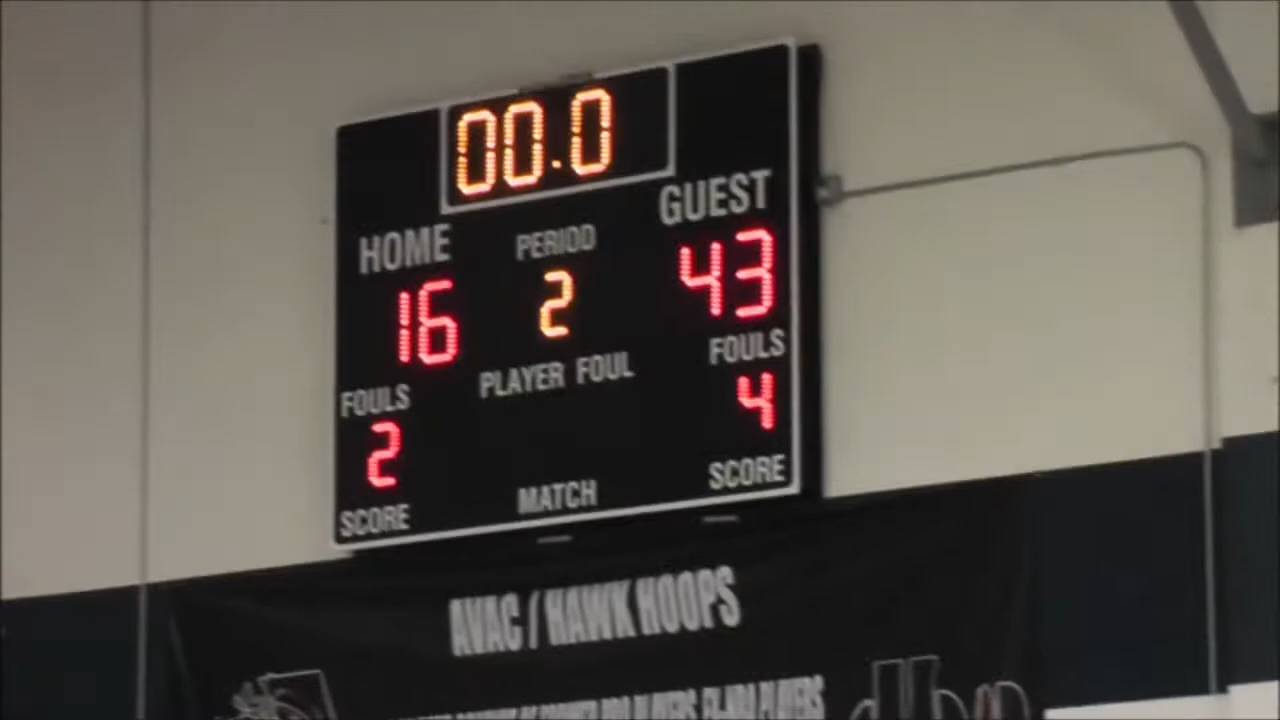 00.0
HOME PERIOD GUEST
16 2 43
FOULS PLAYER FOUL FOULS
2 4
SCORE MATCH SCORE
AVAC / HAWK HOOPS
PLAYERS